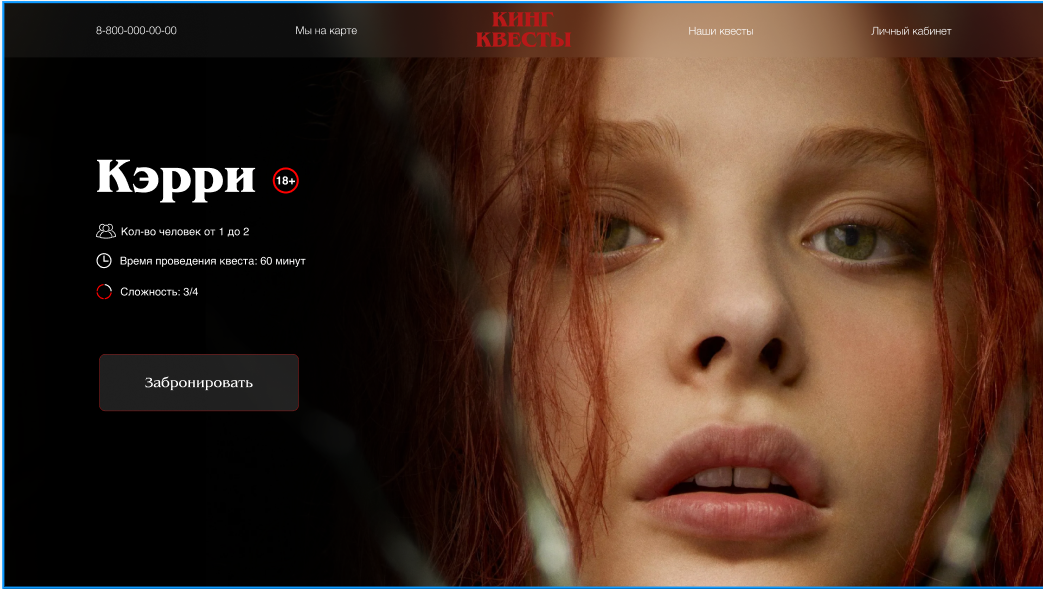 8-800-000-00-00
Мы на карте
КИНГ
КВЕСТЫ
Наши квесты
Личный кабинет
Кэрри 18+
Кол-во человек от 1 до 2
Время проведения квеста: 60 минут
Сложность: 3/4
Забронировать